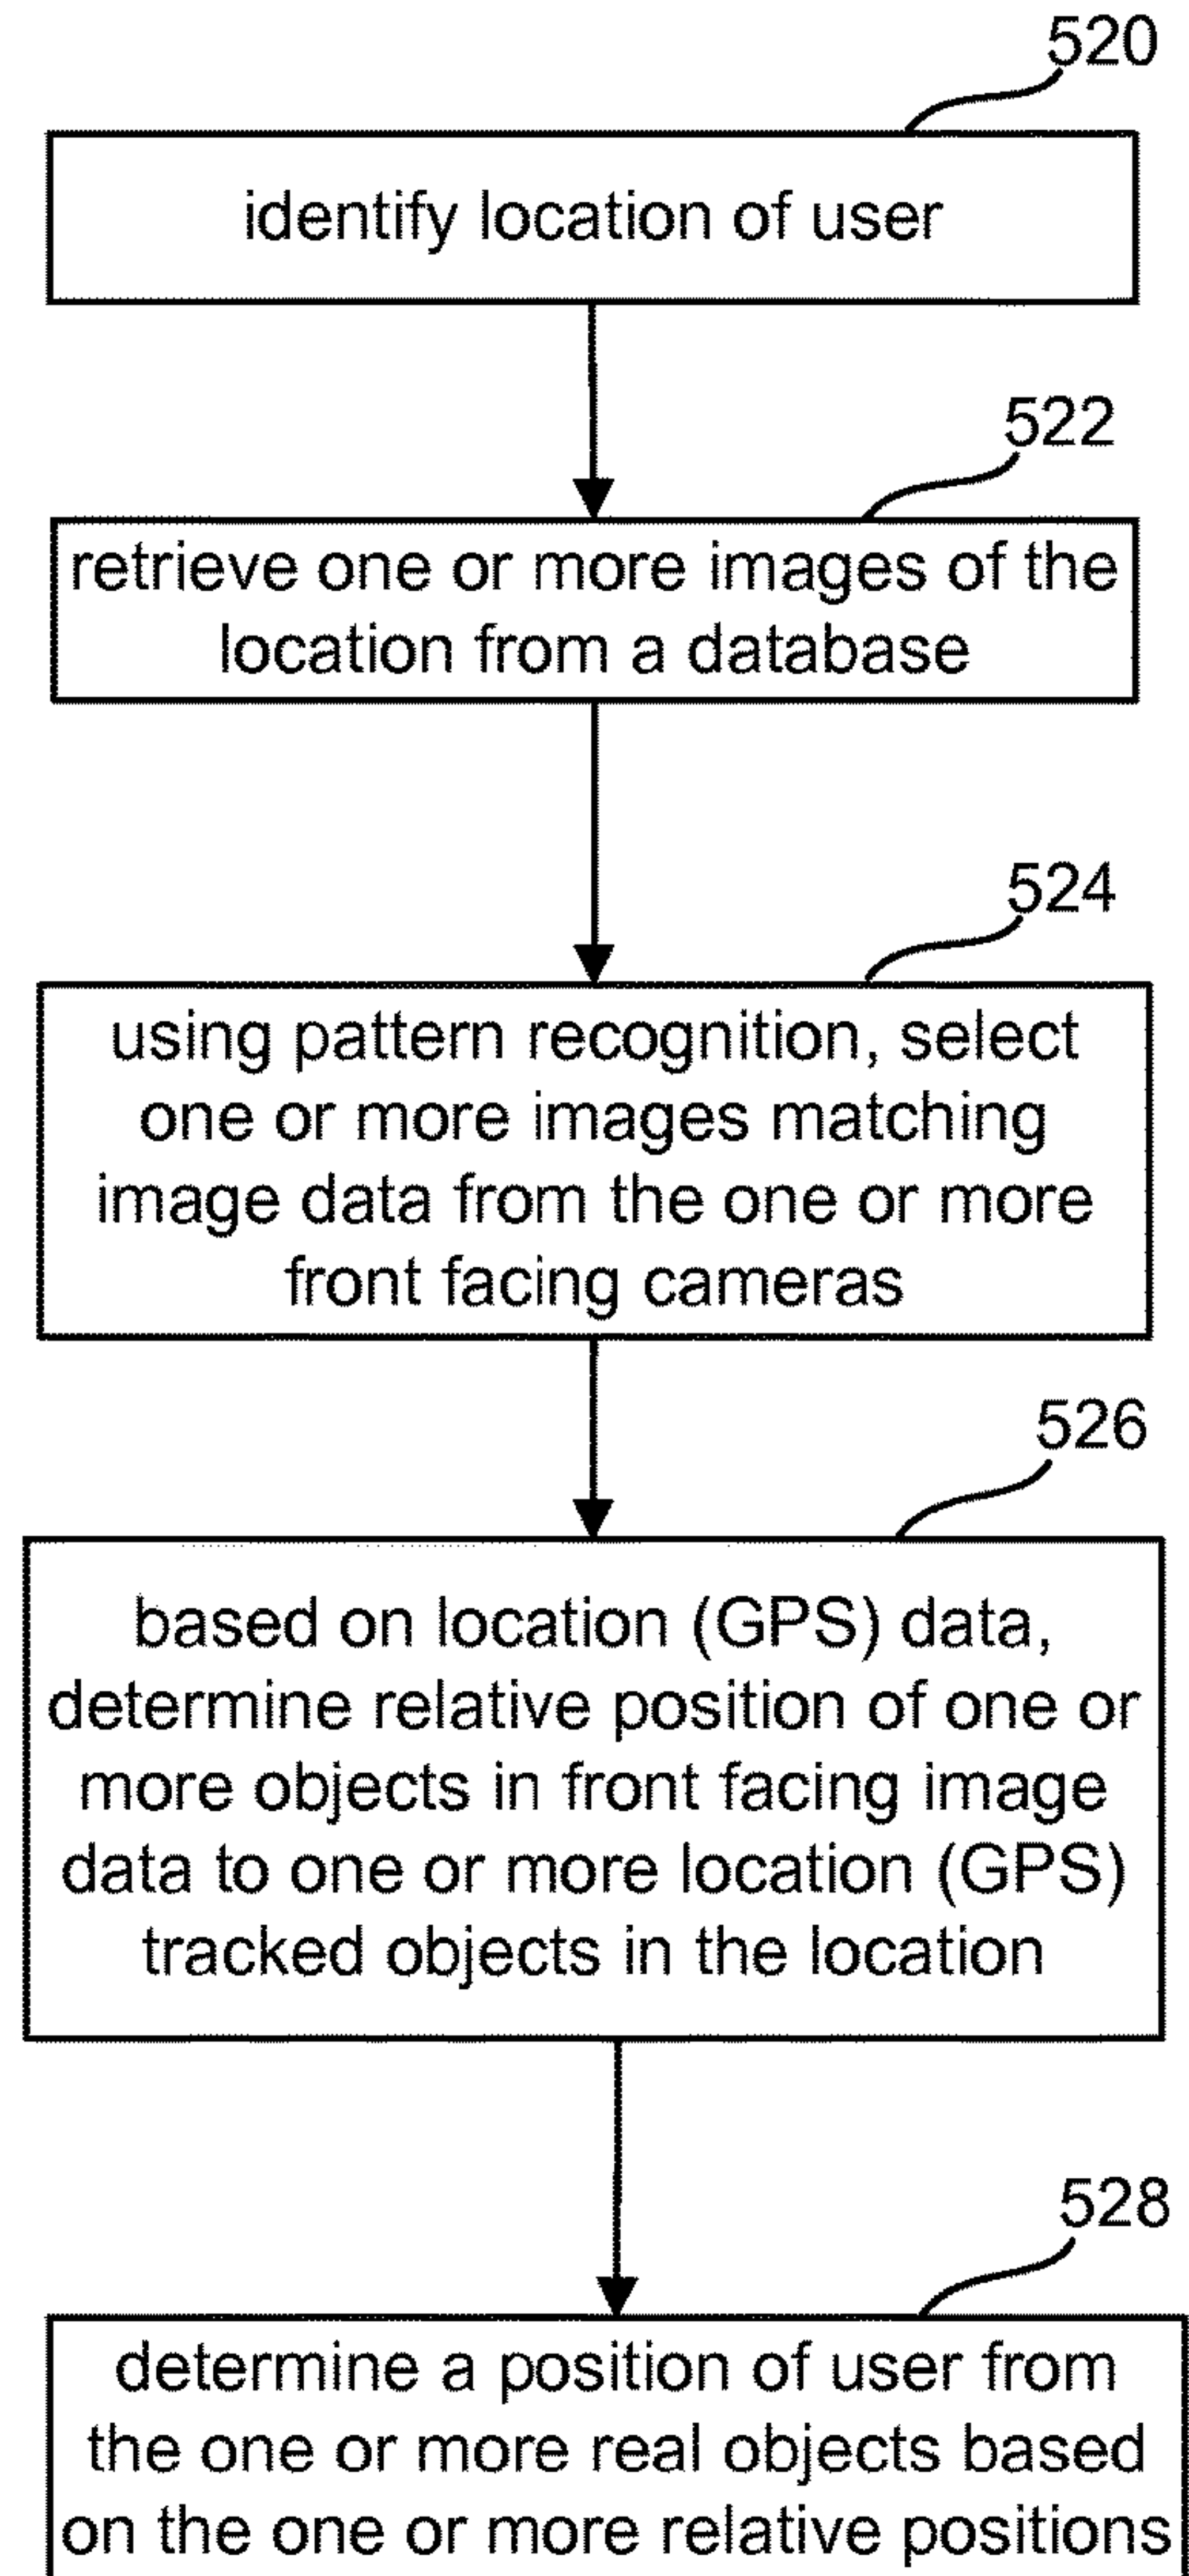 520
identify location of user
522
retrieve one or more images of the
location from a database
524
using pattern recognition, select
one or more images matching
image data from the one or more
front facing cameras
526
based on location (GPS) data,
determine relative position of one or
more objects in front facing image
data to one or more location (GPS)
tracked objects in the location
528
determine a position of user from
the one or more real objects based
on the one or more relative positions